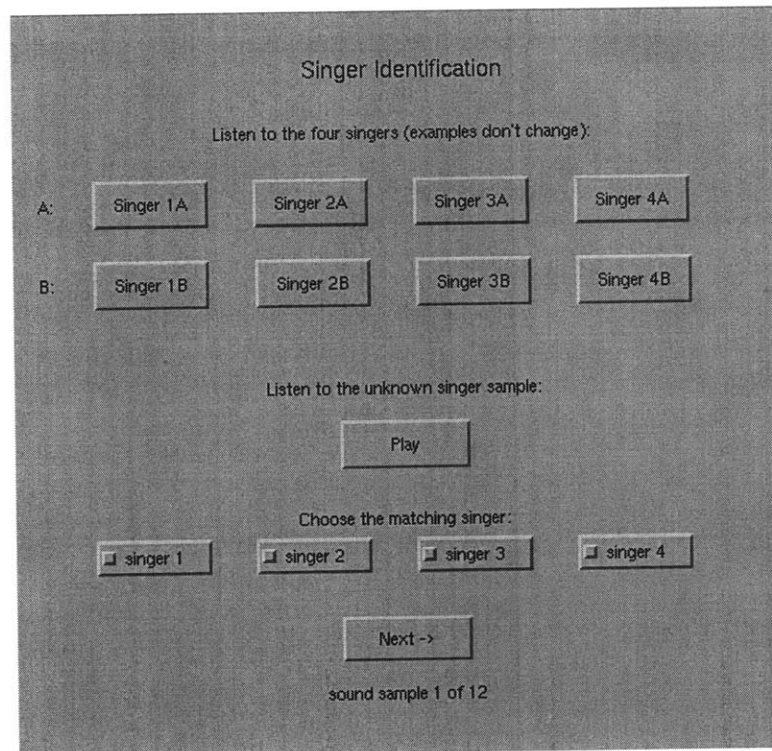 Singer Identification
Listen to the four singers (examples don't change):
A: Singer 1A Singer 2A Singer 3A Singer 4A
B: Singer 1B Singer 2B Singer 3B Singer 4B
Listen to the unknown singer sample:
Play
Choose the matching singer:
singer 1 singer 2 singer 3 singer 4
Next ->
sound sample 1 of 12